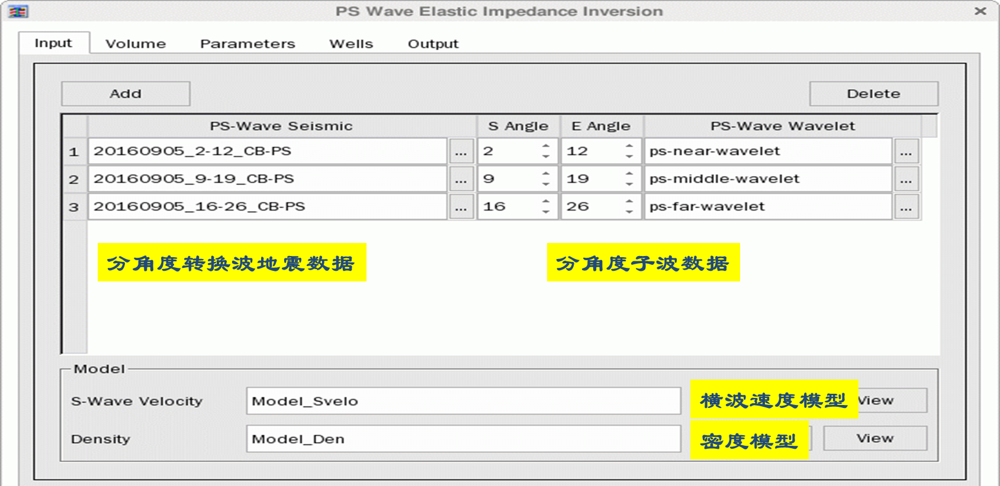 PS Wave Elastic Impedance Inversion
Input Volume Parameters Wells Output
Add Delete
PS-Wave Seismic S Angle E Angle PS-Wave Wavelet
1 20160905_2-12_CB-PS ... 2 12 ps-near-wavelet ...
2 20160905_9-19_CB-PS ... 9 19 ps-middle-wavelet ...
3 20160905_16-26_CB-PS ... 16 26 ps-far-wavelet ...
分角度转换波地震数据 分角度子波数据
Model
S-Wave Velocity Model_Svelo 横波速度模型 View
Density Model_Den 密度模型 View